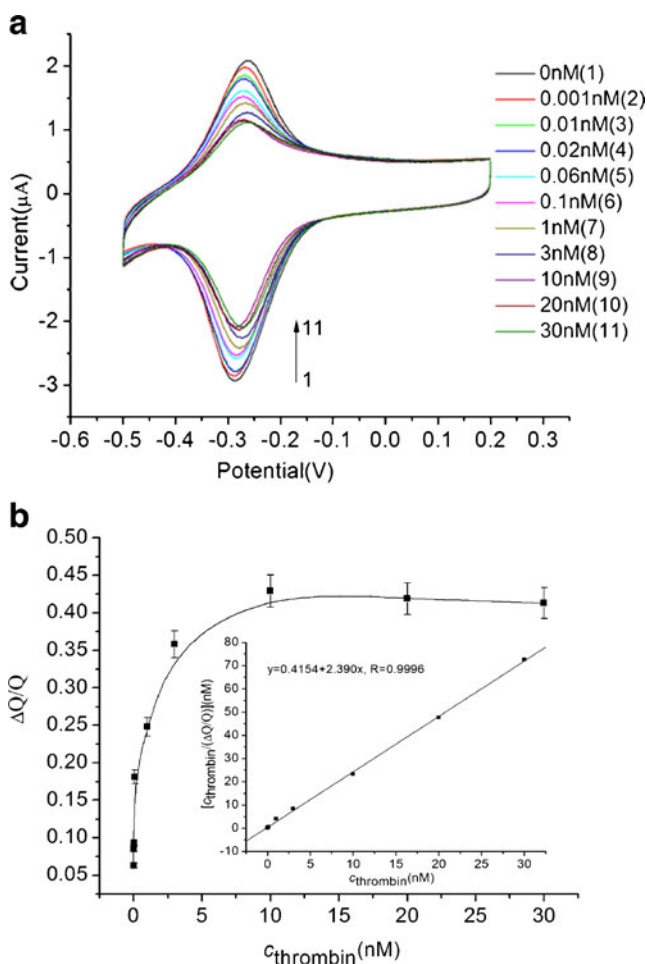 a
2
1
0
-1
-2
-3
Current(μA)
-0.6 -0.5 -0.4 -0.3 -0.2 -0.1 0.0 0.1 0.2 0.3
Potential(V)
0nM(1)
0.001nM(2)
0.01nM(3)
0.02nM(4)
0.06nM(5)
0.1nM(6)
1nM(7)
3nM(8)
10nM(9)
20nM(10)
30nM(11)
11
1
b
0.50
0.45
0.40
0.35
0.30
0.25
0.20
0.15
0.10
0.05
ΔQ/Q
0 5 10 15 20 25 30
cthrombin(nM)
y=0.4154+2.390x, R=0.9996
80
70
60
50
40
30
20
10
0
-10
[cthrombin/(ΔQ/Q)](nM)
0 5 10 15 20 25 30
cthrombin(nM)